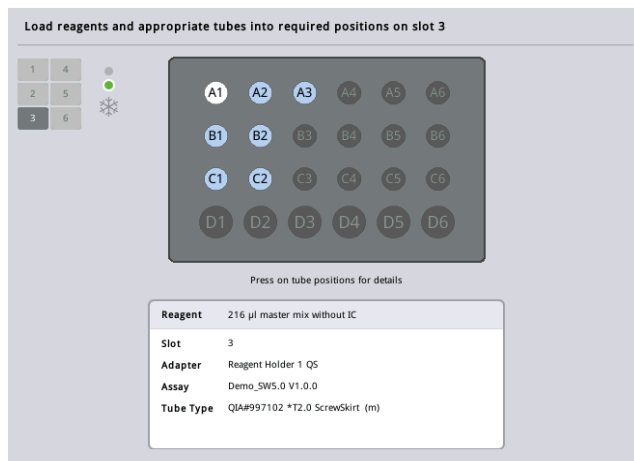 Load reagents and appropriate tubes into required positions on slot 3
1 4
2 5
3 6
A1 A2 A3 A4 A5 A6
B1 B2 B3 B4 B5 B6
C1 C2 C3 C4 C5 C6
D1 D2 D3 D4 D5 D6
Press on tube positions for details
Reagent 216 µl master mix without IC
Slot 3
Adapter Reagent Holder 1 QS
Assay Demo_SW5.0 V1.0.0
Tube Type QIA#997102 *T2.0 ScrewSkirt (m)